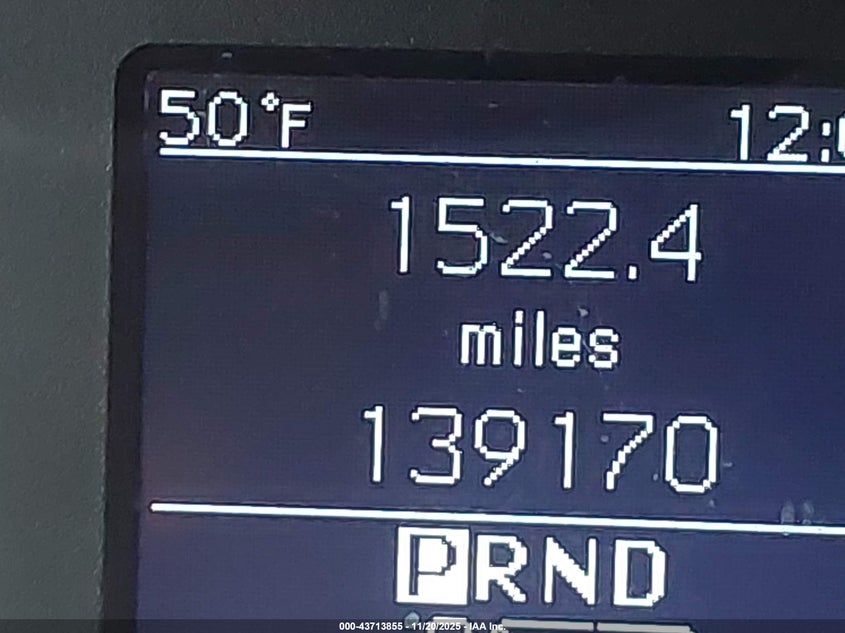 50°F 12:
1522.4
miles
139170
PRND
000-43713855 - 11/20/2025 - IAA Inc.